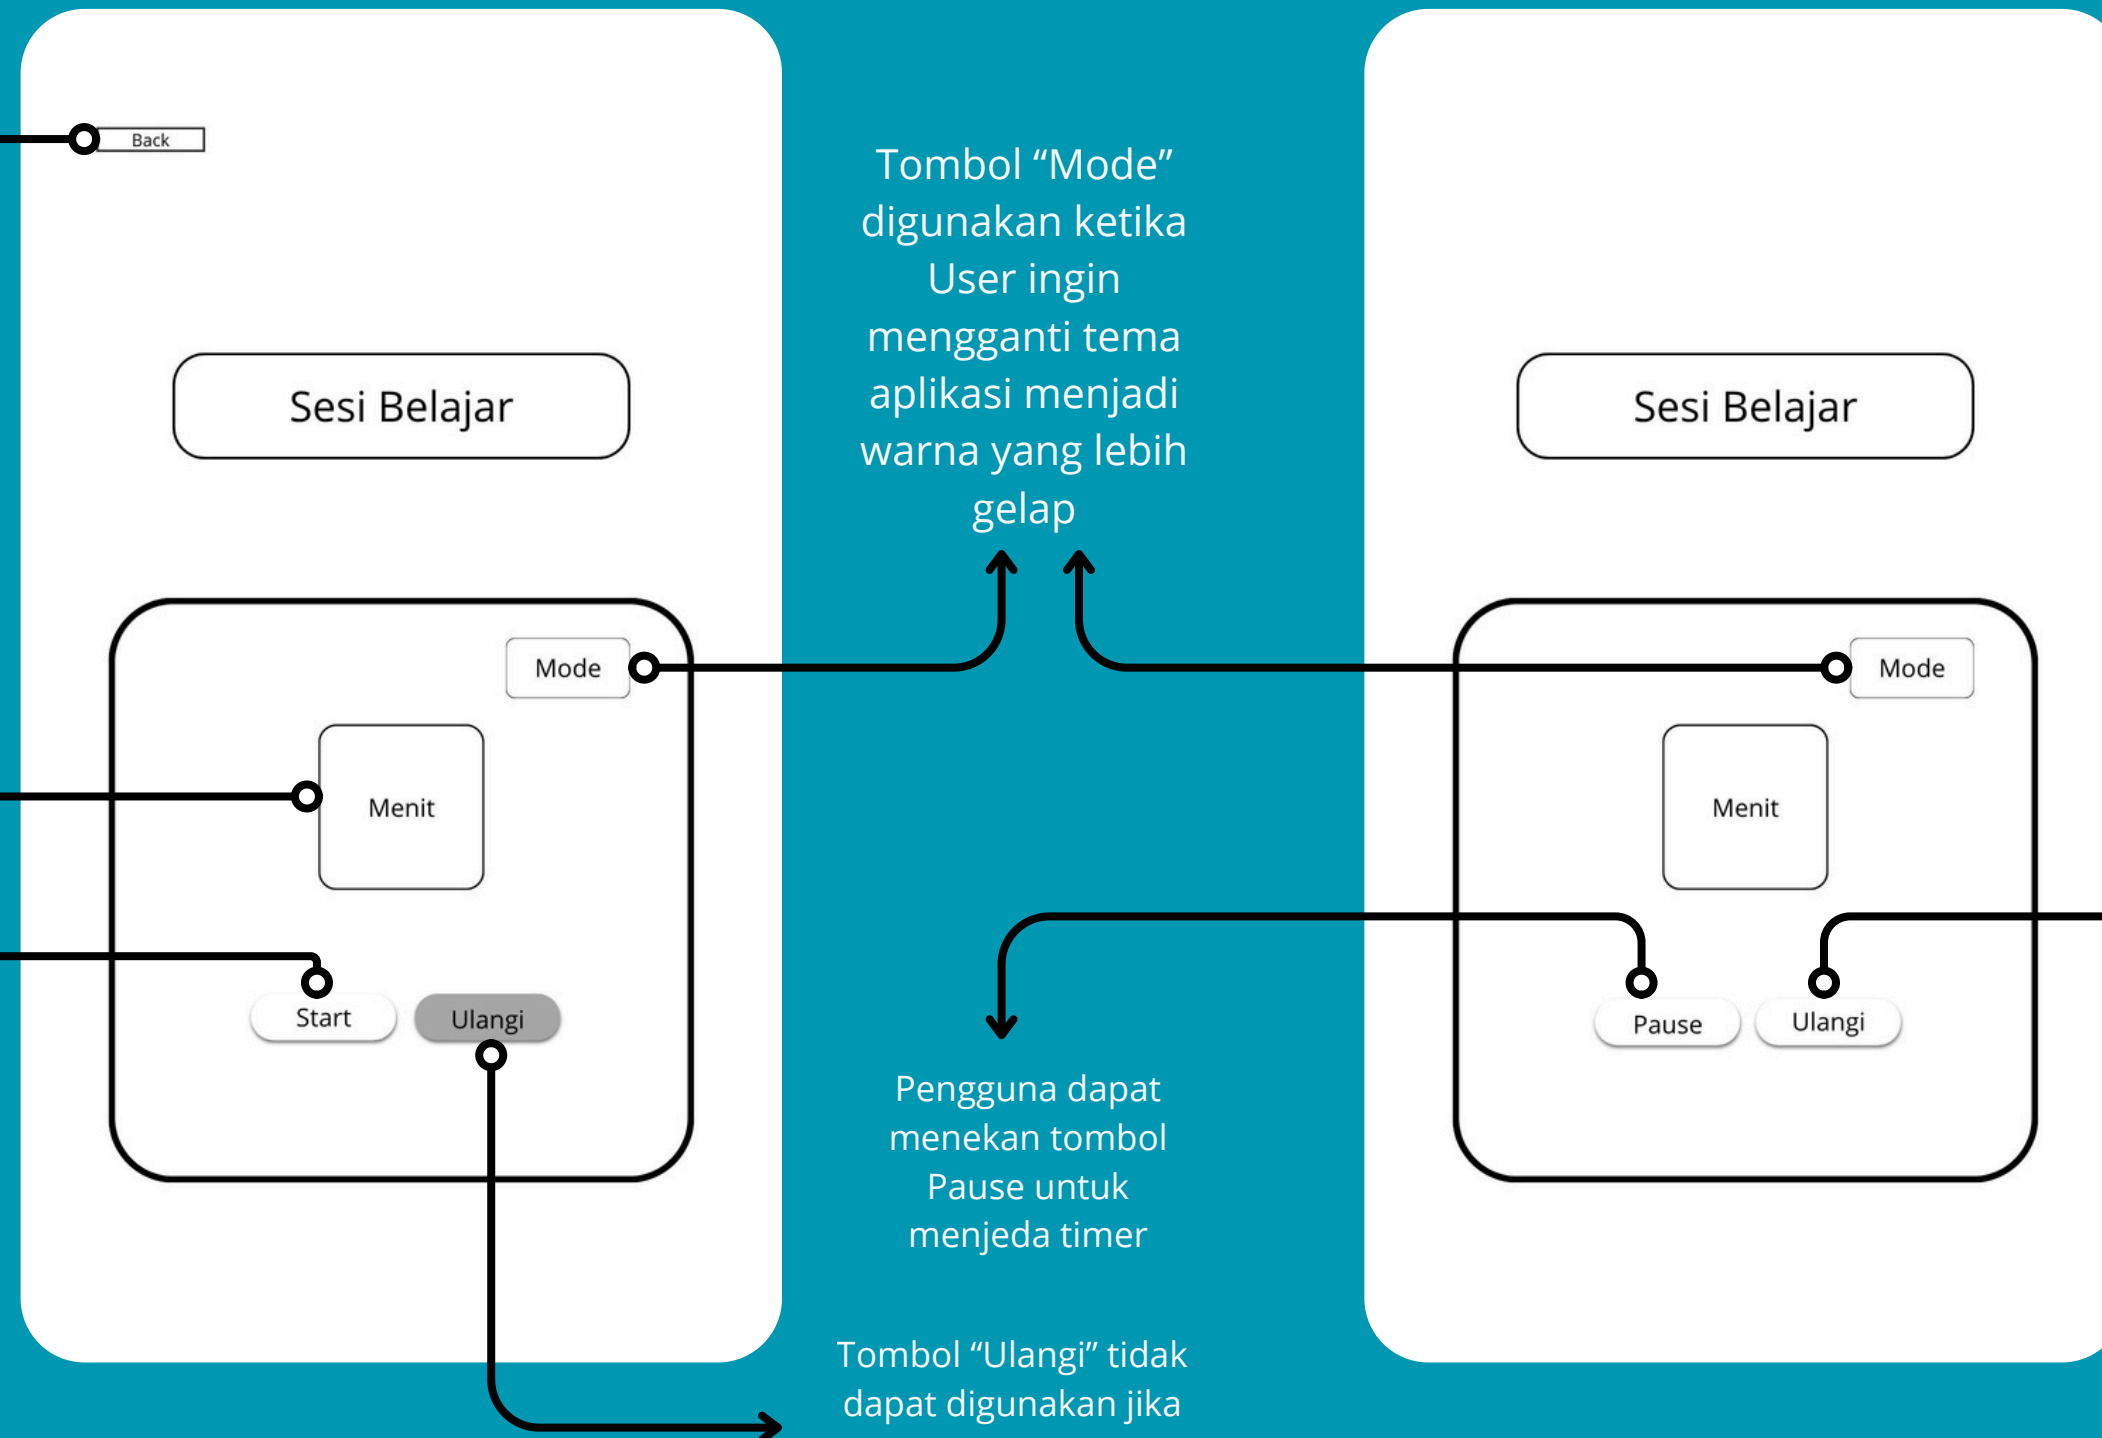 Back
Sesi Belajar
Mode
Menit
Start
Ulangi
Tombol “Mode”
digunakan ketika
User ingin
mengganti tema
aplikasi menjadi
warna yang lebih
gelap
Pengguna dapat
menekan tombol
Pause untuk
menjeda timer
Tombol “Ulangi” tidak
dapat digunakan jika
Sesi Belajar
Mode
Menit
Pause
Ulangi